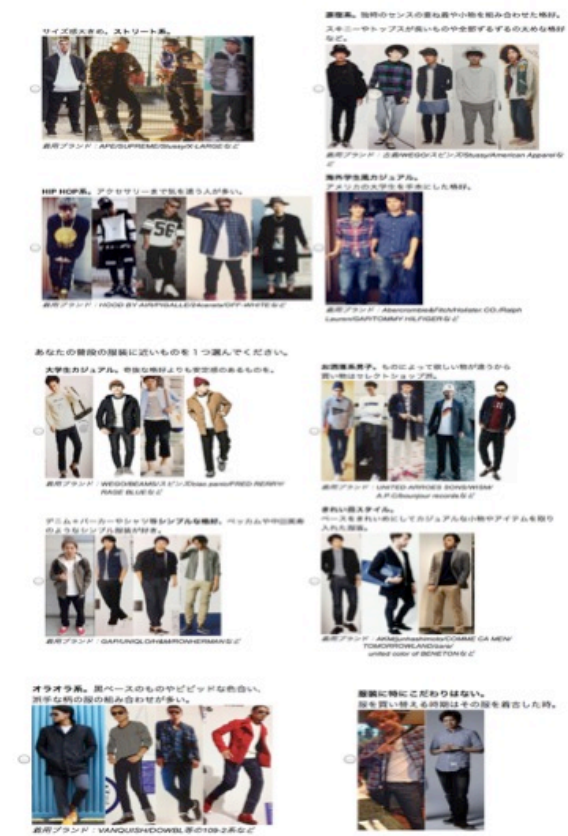 サイズ感大きめ。ストリート系。
着用ブランド：APE/SUPREME/Stussy/X-LARGEなど
原宿系。独特のセンスの重ね着や小物を組み合わせた格好。
スキニーやトップスが長いものや全部ずるずるの太めな格好
など。
着用ブランド：古着/WEGO/スピンズ/Stussy/American Apparelな
ど
HIP HOP系。アクセサリーまで気を遣う人が多い。
着用ブランド：HOOD BY AIR/PIGALLE/OFF-WHITEなど
海外学生風カジュアル。
アメリカの大学生を手本にした格好。
着用ブランド：Abercrombie&Fitch/Hollister CO./Ralph
Lauren/GAP/TOMMY HILFIGERなど
あなたの普段の服装に近いものを１つ選んでください。
大学生カジュアル。奇抜な格好よりも安定感のあるものを。
着用ブランド：WEGO/BEAMS/スピンズ/ciao panic/FRED PERRY/
RAGE BLUEなど
お洒落系男子。ものによって欲しい物が違うから
買い物はセレクトショップ派。
着用ブランド：UNITED ARROES SONS/WISM/
A.P.C/bonjour recordsなど
デニム＋パーカーやシャツ等シンプルな格好。ベッカムや中田英寿
のようなシンプル服装が好き。
着用ブランド：GAP/UNIQLO/H&M/RONHERMANなど
きれい目スタイル。
ベースをきれいめにしてカジュアルな小物やアイテムを取り
入れた服装。
着用ブランド：AKM/junhashimoto/COMME CA MEN/
TOMORROWLAND/zara/
united color of BENETONなど
オラオラ系。黒ベースのものやビビッドな色合い、
派手な柄の服の組み合わせが多い。
着用ブランド：VANQUISH/DOWBL等の109-2系など
服装に特にこだわりはない。
服を買い替える時期はその服を着古した時。
56